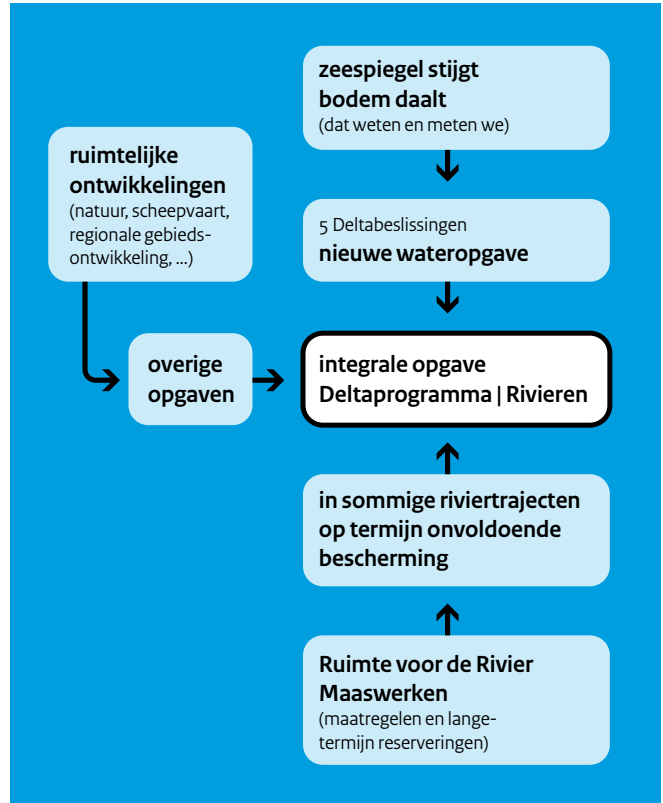 zeespiegel stijgt
bodem daalt
(dat weten en meten we)
ruimtelijke
ontwikkelingen
(natuur, scheepvaart,
regionale gebieds-
ontwikkeling, ...)
5 Deltabeslissingen
nieuwe wateropgave
overige
opgaven
integrale opgave
Deltaprogramma | Rivieren
in sommige riviertrajecten
op termijn onvoldoende
bescherming
Ruimte voor de Rivier
Maaswerken
(maatregelen en lange-
termijn reserveringen)